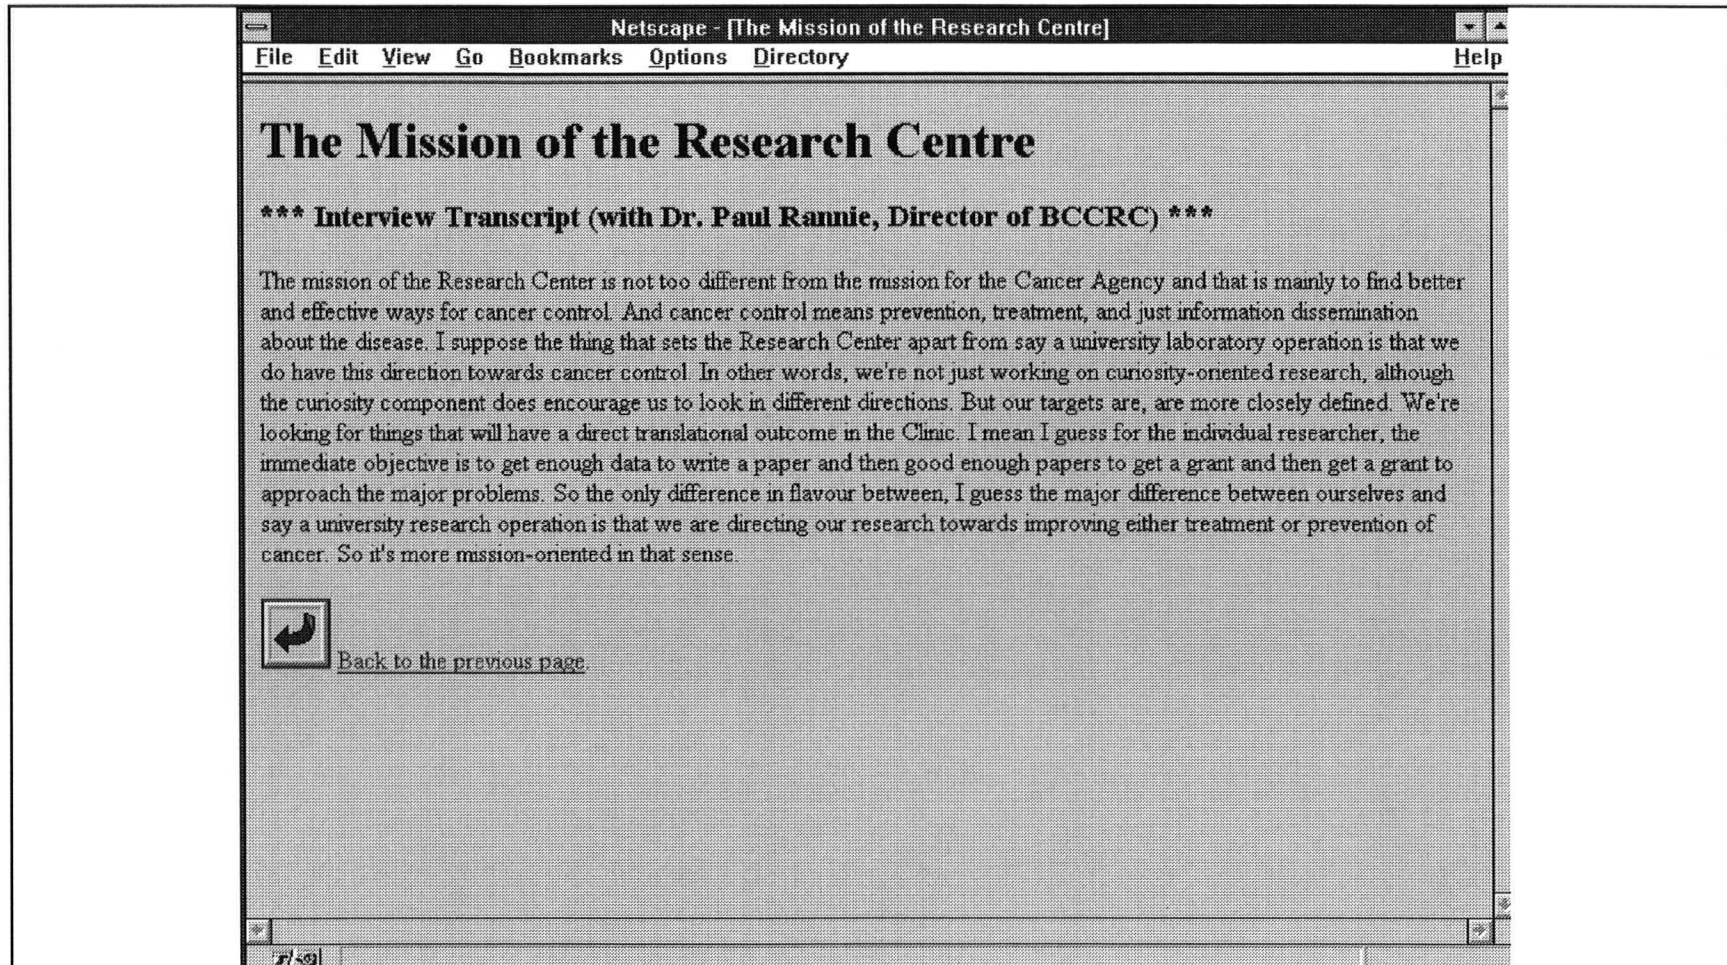 Netscape - [The Mission of the Research Centre]
File Edit View Go Bookmarks Options Directory Help
The Mission of the Research Centre
*** Interview Transcript (with Dr. Paul Rannie, Director of BCCRC) ***
The mission of the Research Center is not too different from the mission for the Cancer Agency and that is mainly to find better
and effective ways for cancer control. And cancer control means prevention, treatment, and just information dissemination
about the disease. I suppose the thing that sets the Research Center apart from say a university laboratory operation is that we
do have this direction towards cancer control. In other words, we're not just working on curiosity-oriented research, although
the curiosity component does encourage us to look in different directions. But our targets are, are more closely defined. We're
looking for things that will have a direct translational outcome in the Clinic. I mean I guess for the individual researcher, the
immediate objective is to get enough data to write a paper and then good enough papers to get a grant and then get a grant to
approach the major problems. So the only difference in flavour between, I guess the major difference between ourselves and
say a university research operation is that we are directing our research towards improving either treatment or prevention of
cancer. So it's more mission-oriented in that sense.
Back to the previous page.